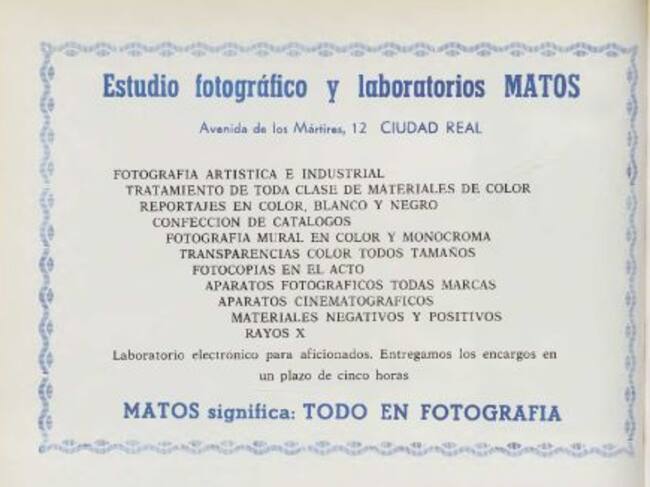 Estudio fotográfico y laboratorios MATOS
Avenida de los Mártires, 12 CIUDAD REAL
FOTOGRAFIA ARTISTICA E INDUSTRIAL
TRATAMIENTO DE TODA CLASE DE MATERIALES DE COLOR
REPORTAJES EN COLOR, BLANCO Y NEGRO
CONFECCION DE CATALOGOS
FOTOGRAFIA MURAL EN COLOR Y MONOCROMA
TRANSPARENCIAS COLOR TODOS TAMAÑOS
FOTOCOPIAS EN EL ACTO
APARATOS FOTOGRAFICOS TODAS MARCAS
APARATOS CINEMATOGRAFICOS
MATERIALES NEGATIVOS Y POSITIVOS
RAYOS X
Laboratorio electrónico para aficionados. Entregamos los encargos en
un plazo de cinco horas
MATOS significa: TODO EN FOTOGRAFIA